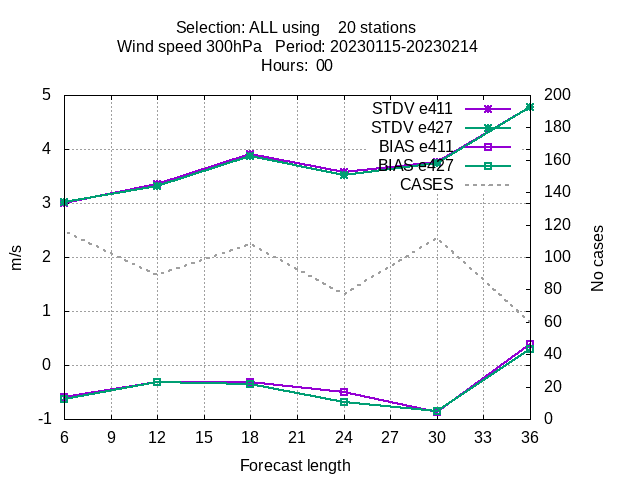 Selection: ALL using    20 stations
Wind speed 300hPa   Period: 20230115-20230214
Hours:  00
STDV e411
STDV e427
BIAS e411
BIAS e427
CASES
5
4
3
2
1
0
-1
m/s
200
180
160
140
120
100
80
60
40
20
0
No cases
6 9 12 15 18 21 24 27 30 33 36
Forecast length